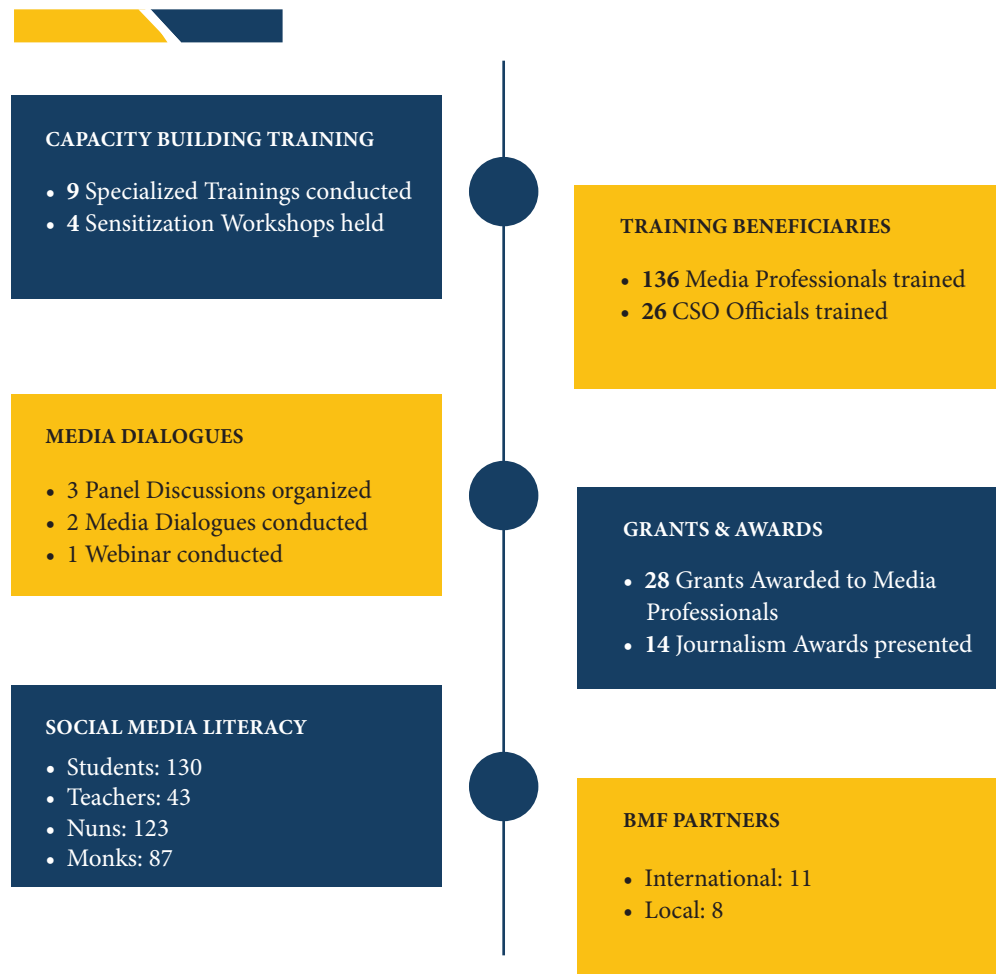 CAPACITY BUILDING TRAINING
• 9 Specialized Trainings conducted
• 4 Sensitization Workshops held
TRAINING BENEFICIARIES
• 136 Media Professionals trained
• 26 CSO Officials trained
MEDIA DIALOGUES
• 3 Panel Discussions organized
• 2 Media Dialogues conducted
• 1 Webinar conducted
GRANTS & AWARDS
• 28 Grants Awarded to Media
Professionals
• 14 Journalism Awards presented
SOCIAL MEDIA LITERACY
• Students: 130
• Teachers: 43
• Nuns: 123
• Monks: 87
BMF PARTNERS
• International: 11
• Local: 8